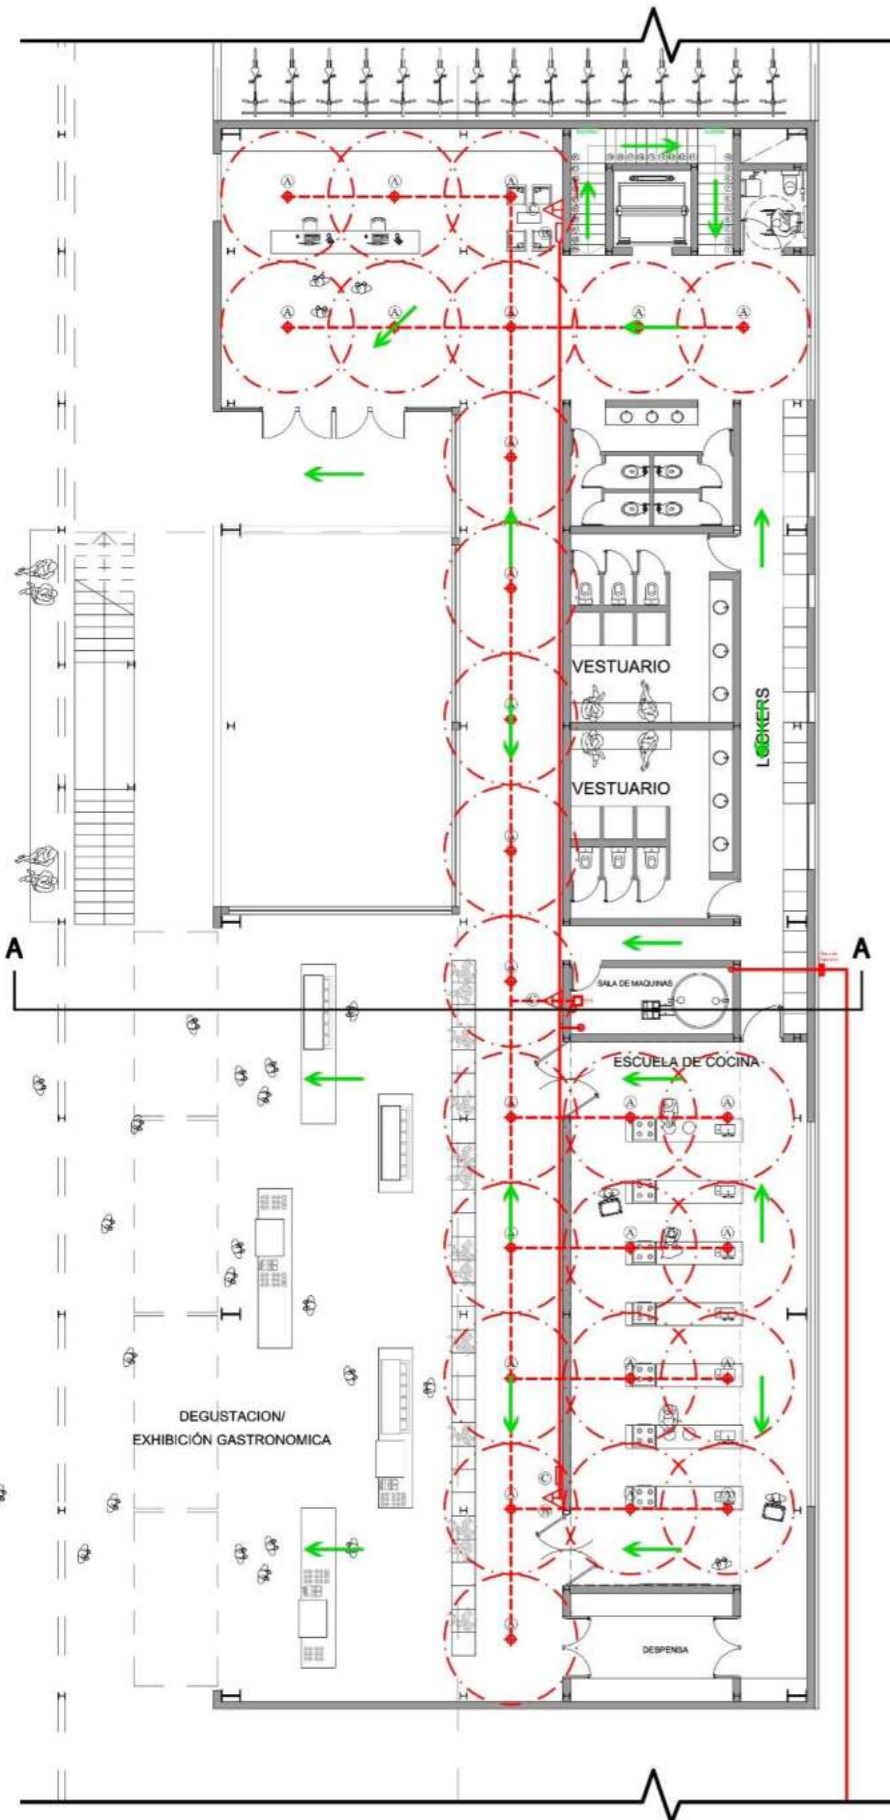 A A A
C
B
A A A A
A
A
VESTUARIO
LOCKERS
A
VESTUARIO
A
A A
A
C
SALA DE MAQUINAS
ESCUELA DE COCINA
A A A
A A A
A A A
DEGUSTACION/
EXHIBICIÓN GASTRONOMICA
C
A A A
A
DESPENSA